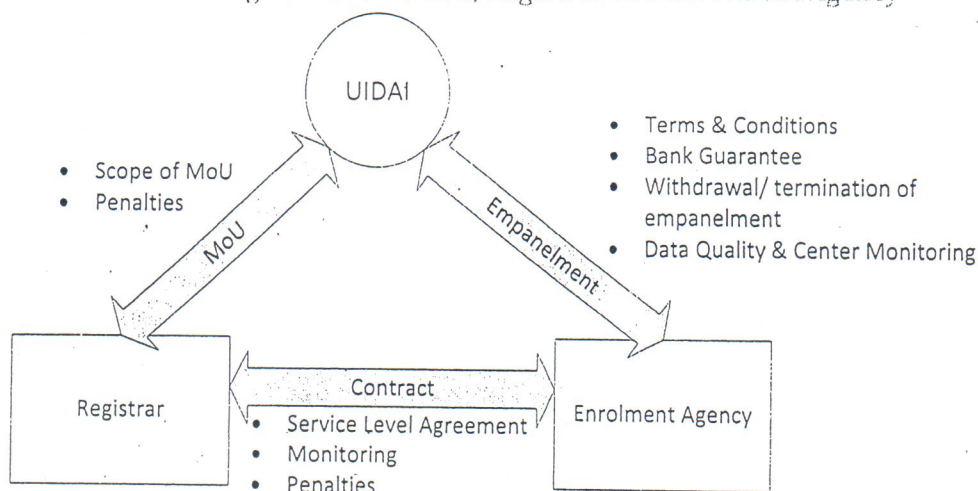 UIDAI
• Scope of MoU
• Penalties
• Terms & Conditions
• Bank Guarantee
• Withdrawal/ termination of
empanelment
• Data Quality & Center Monitoring
MoU
Empanelment
Registrar
Contract
Enrolment Agency
• Service Level Agreement
• Monitoring
• Penalties